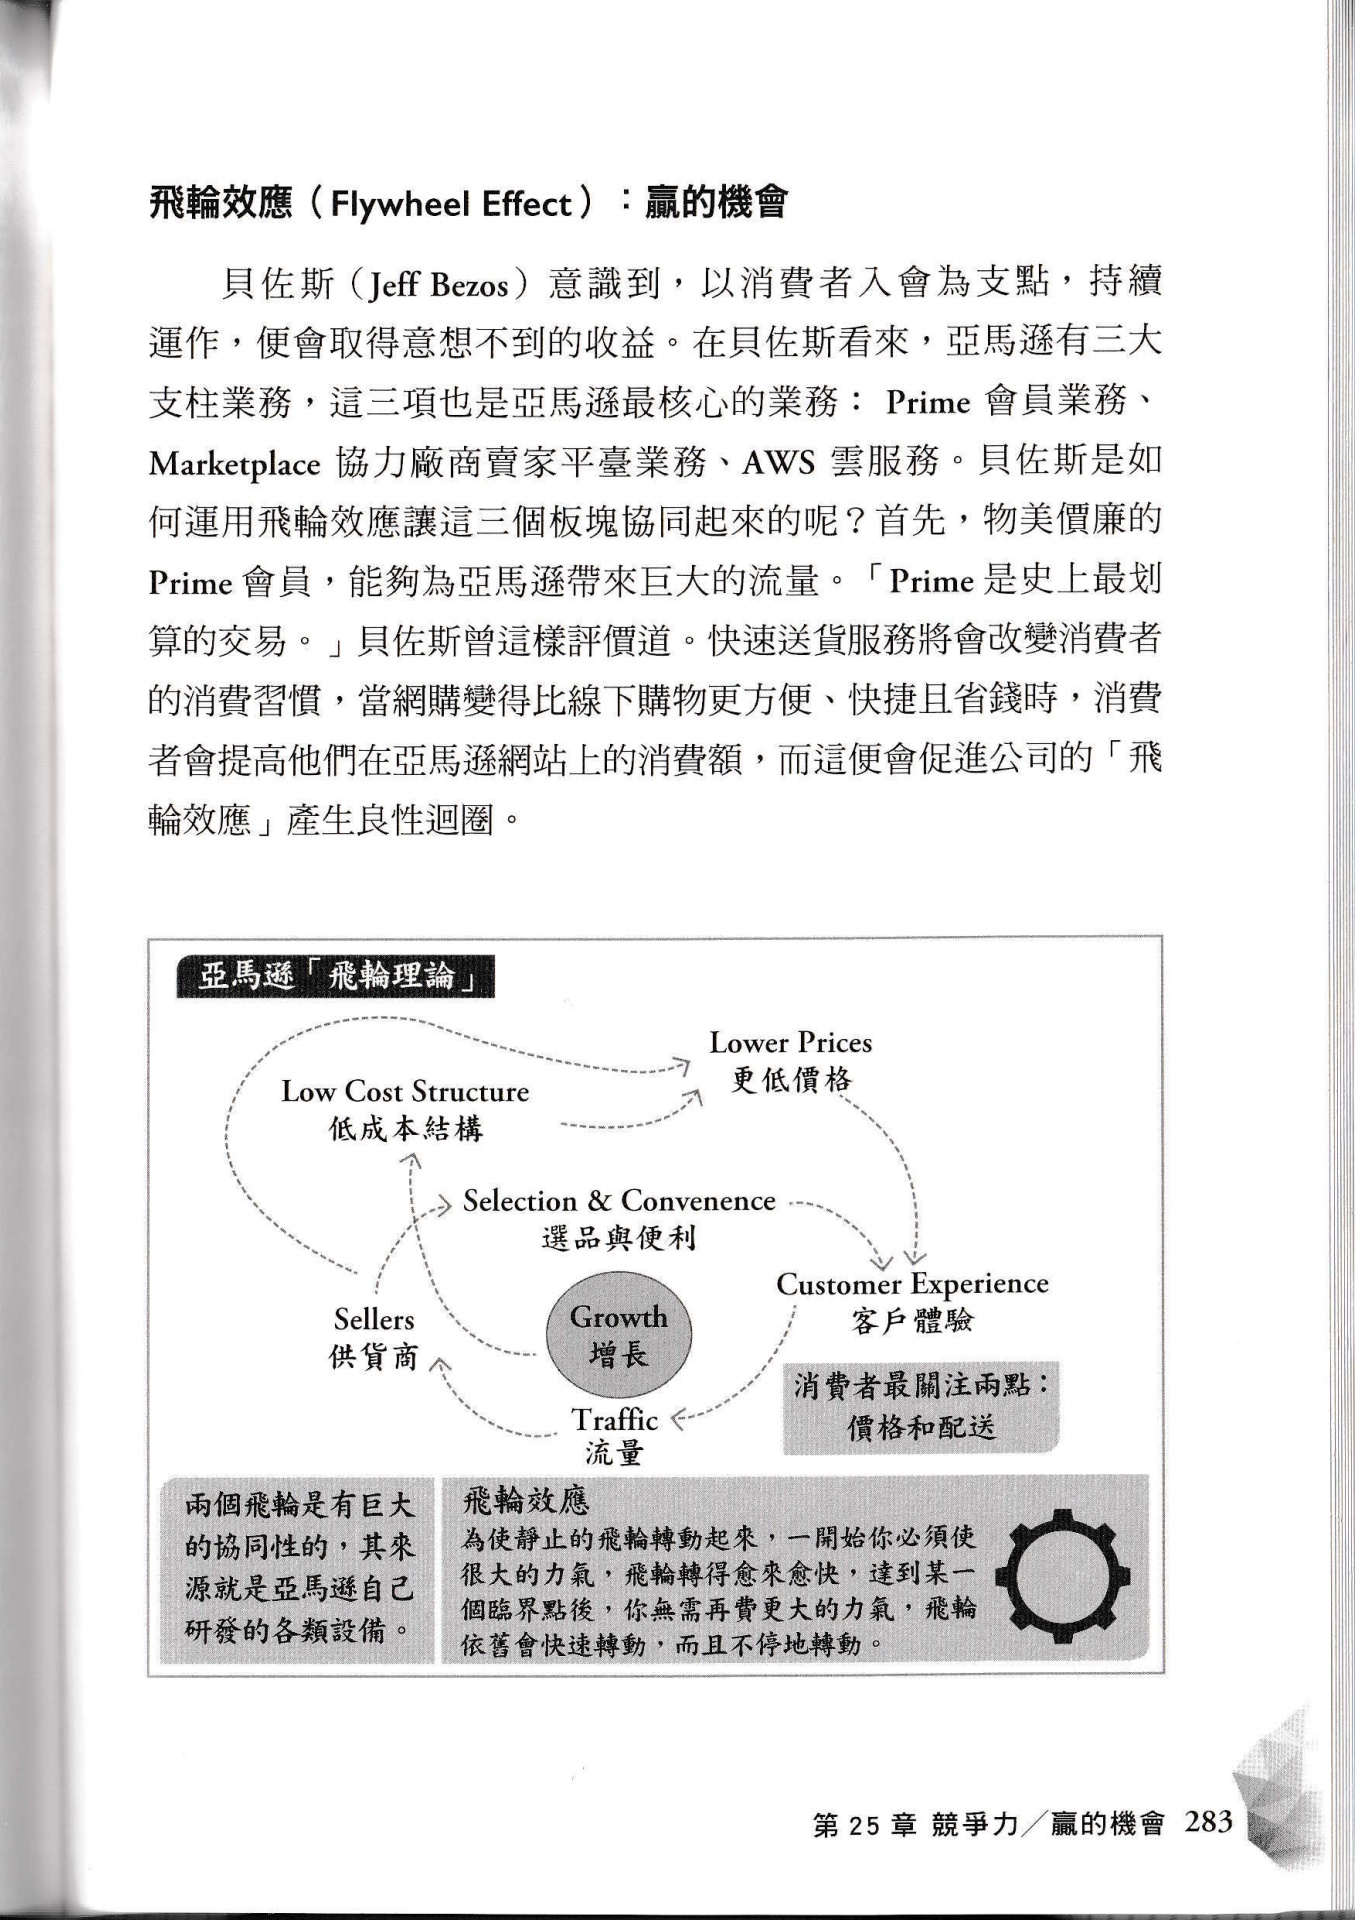 飛輪效應（Flywheel Effect）：贏的機會
貝佐斯（Jeff Bezos）意識到，以消費者入會為支點，持續
運作，便會取得意想不到的收益。在貝佐斯看來，亞馬遜有三大
支柱業務，這三項也是亞馬遜最核心的業務： Prime 會員業務、
Marketplace 協力廠商賣家平臺業務、AWS 雲服務。貝佐斯是如
何運用飛輪效應讓這三個板塊協同起來的呢？首先，物美價廉的
Prime 會員，能夠為亞馬遜帶來巨大的流量。「Prime 是史上最划
算的交易。」貝佐斯曾這樣評價道。快速送貨服務將會改變消費者
的消費習慣，當網購變得比線下購物更方便、快捷且省錢時，消費
者會提高他們在亞馬遜網站上的消費額，而這便會促進公司的「飛
輪效應」產生良性迴圈。
亞馬遜「飛輪理論」
Lower Prices
更低價格
Low Cost Structure
低成本結構
Selection & Convenence
選品與便利
Customer Experience
客戶體驗
Sellers
供貨商
Growth
增長
消費者最關注兩點：
價格和配送
Traffic
流量
兩個飛輪是有巨大
的協同性的，其來
源就是亞馬遜自己
研發的各類設備。
飛輪效應
為使靜止的飛輪轉動起來，一開始你必須使
很大的力氣，飛輪轉得愈來愈快，達到某一
個臨界點後，你無需再費更大的力氣，飛輪
依舊會快速轉動，而且不停地轉動。
第 25 章 競爭力／贏的機會 283